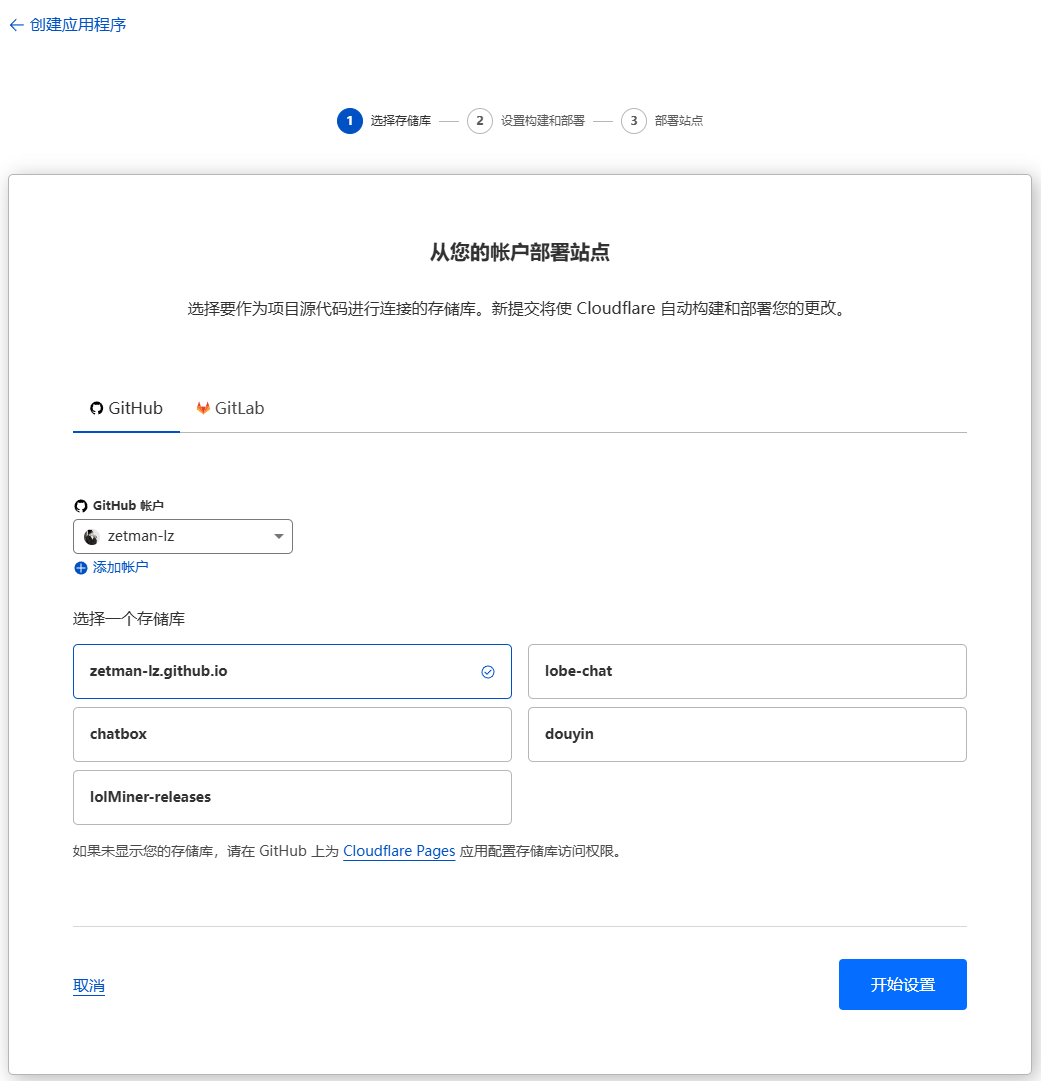 创建应用程序
1 选择存储库 2 设置构建和部署 3 部署站点
从您的帐户部署站点
选择要作为项目源代码进行连接的存储库。新提交将使 Cloudflare 自动构建和部署您的更改。
GitHub GitLab
GitHub 帐户
zetman-lz
添加帐户
选择一个存储库
zetman-lz.github.io
lobe-chat
chatbox
douyin
lolMiner-releases
如果未显示您的存储库，请在 GitHub 上为 Cloudflare Pages 应用配置存储库访问权限。
取消
开始设置